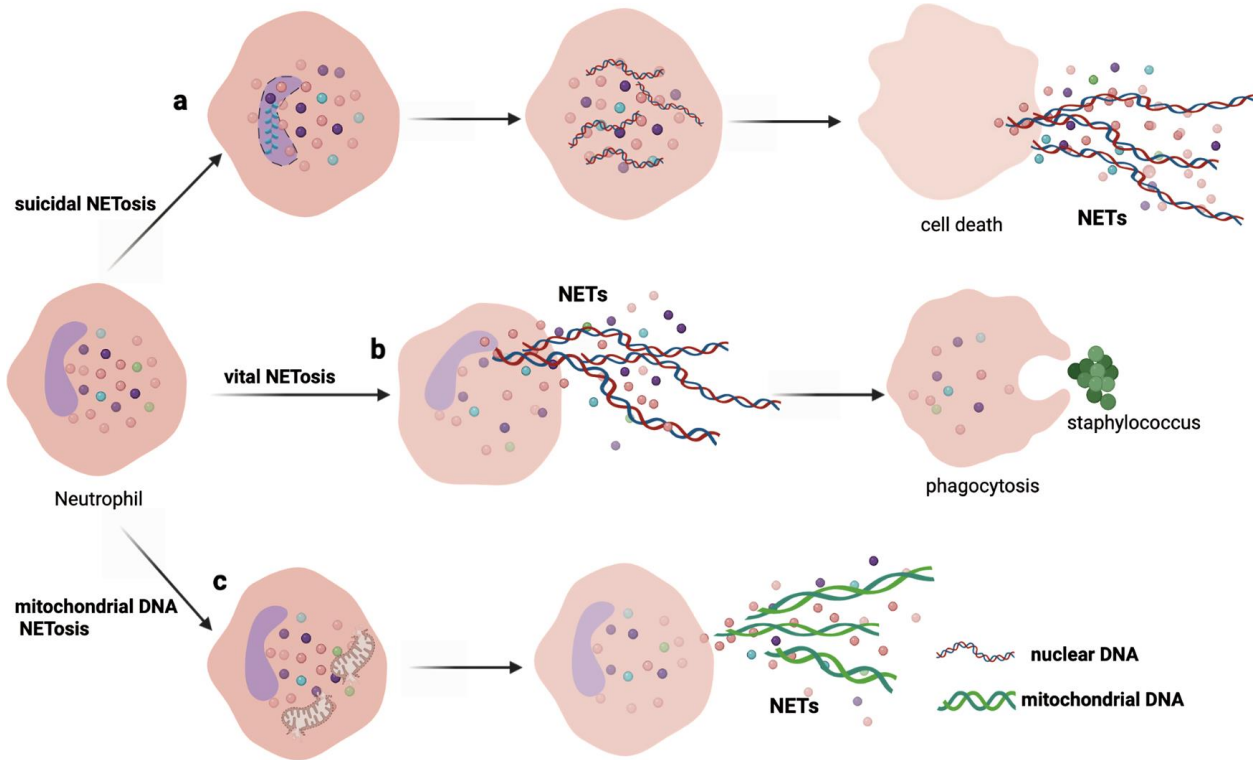 a
suicidal NETosis
cell death
NETs
NETs
b
vital NETosis
staphylococcus
Neutrophil
phagocytosis
c
mitochondrial DNA
NETosis
nuclear DNA
NETs
mitochondrial DNA